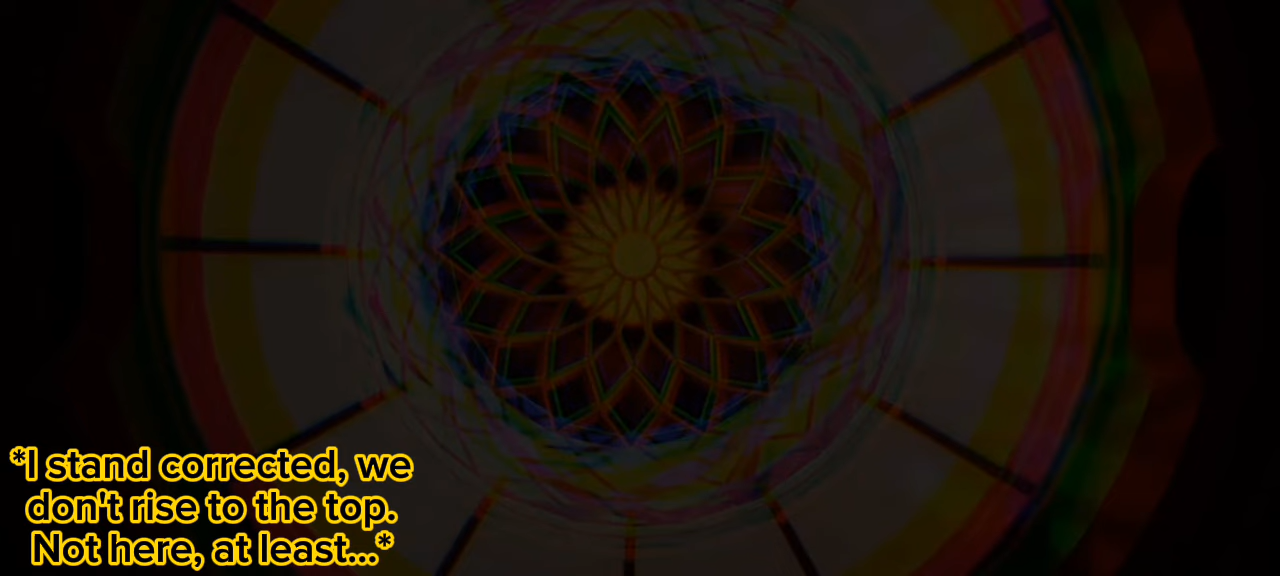 *I stand corrected, we
don't rise to the top.
Not here, at least...*